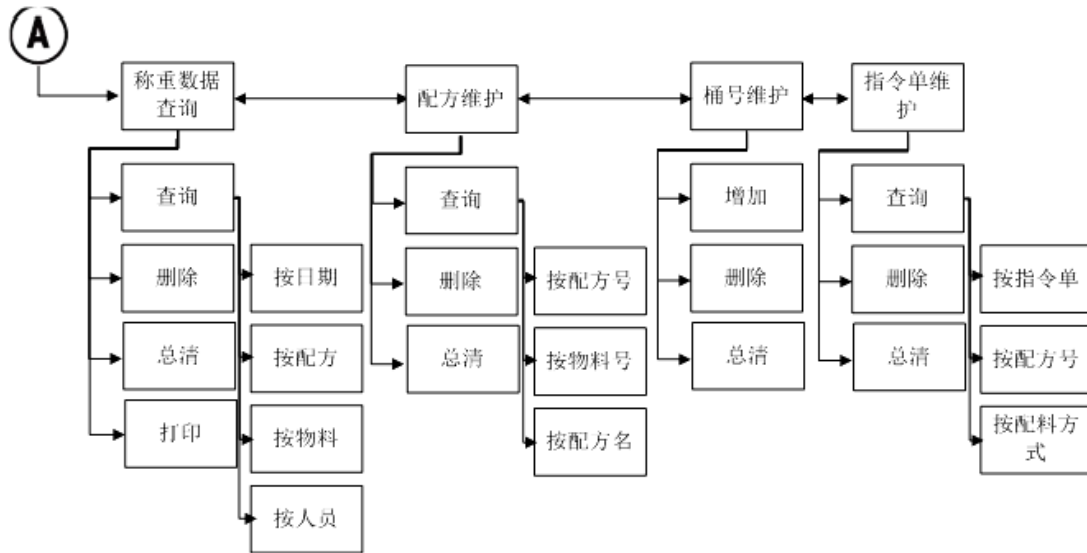 A
称重数据
查询
配方维护
桶号维护
指令单维
护
查询
删除
总清
打印
按日期
按配方
按物料
按人员
查询
删除
总清
按配方号
按物料号
按配方名
增加
删除
总清
查询
删除
总清
按指令单
按配方号
按配料方
式